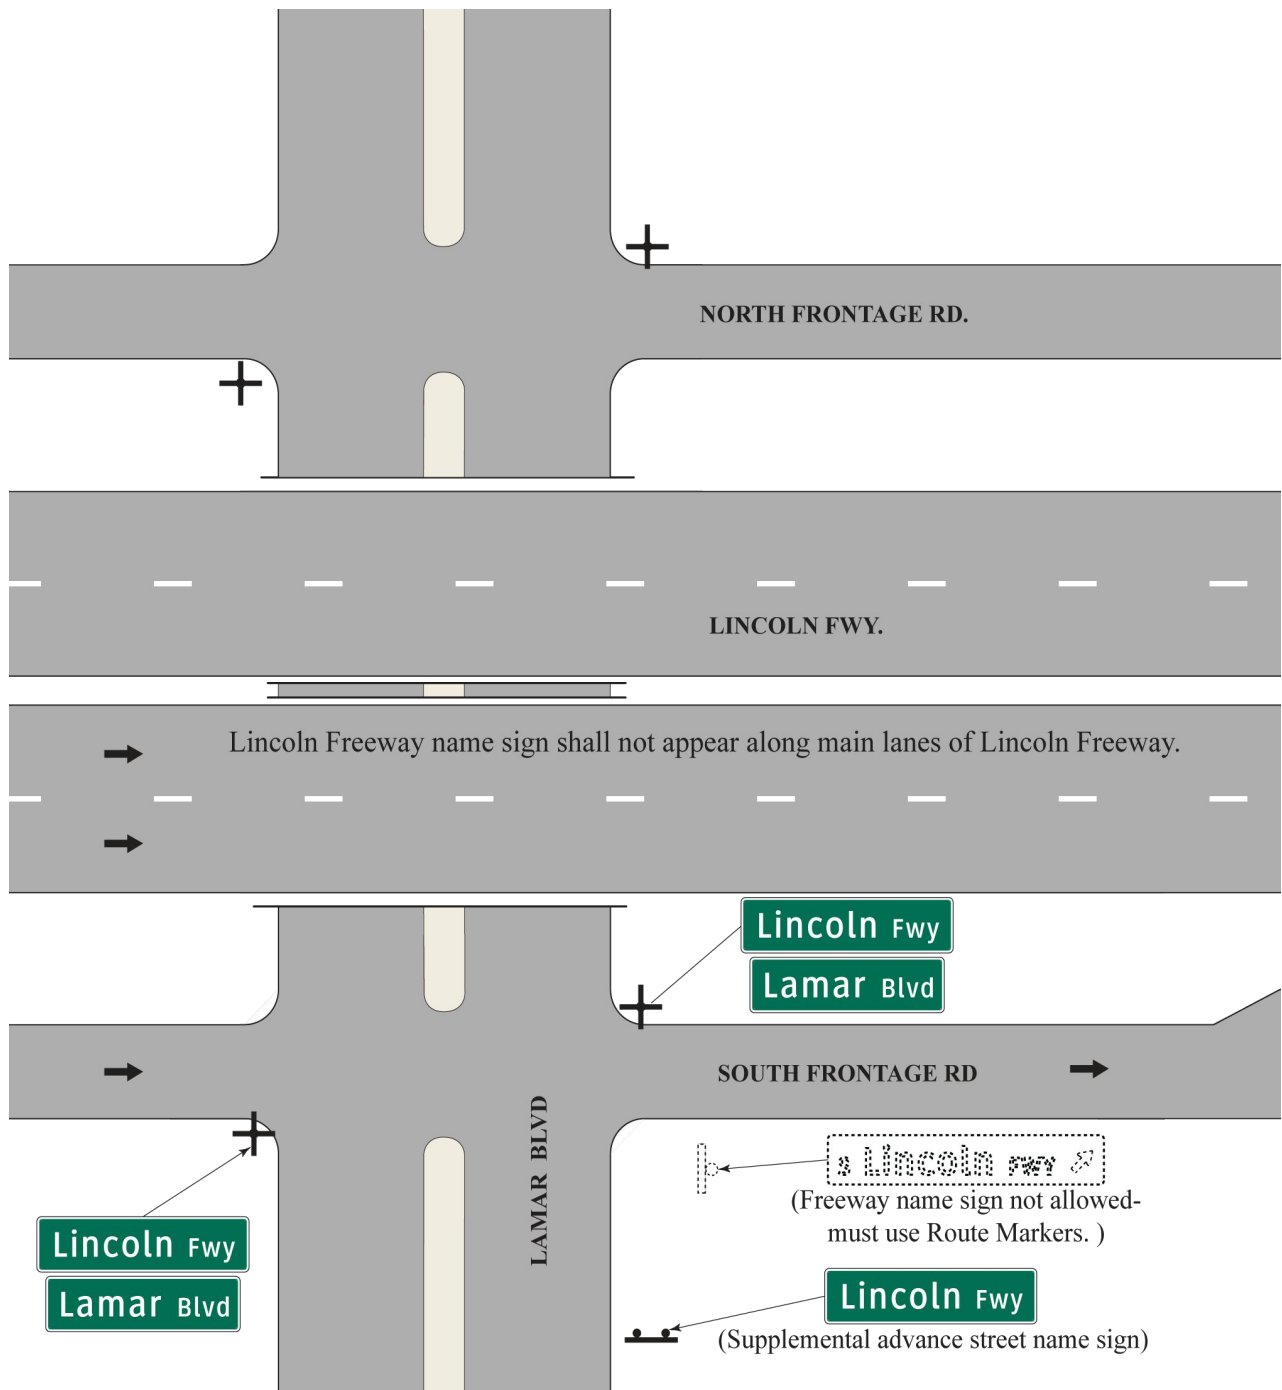 NORTH FRONTAGE RD.
LINCOLN FWY.
Lincoln Freeway name sign shall not appear along main lanes of Lincoln Freeway.
Lincoln Fwy
Lamar Blvd
SOUTH FRONTAGE RD
LAMAR BLVD
S Lincoln FWY
(Freeway name sign not allowed-
must use Route Markers. )
Lincoln Fwy
Lamar Blvd
Lincoln Fwy
(Supplemental advance street name sign)